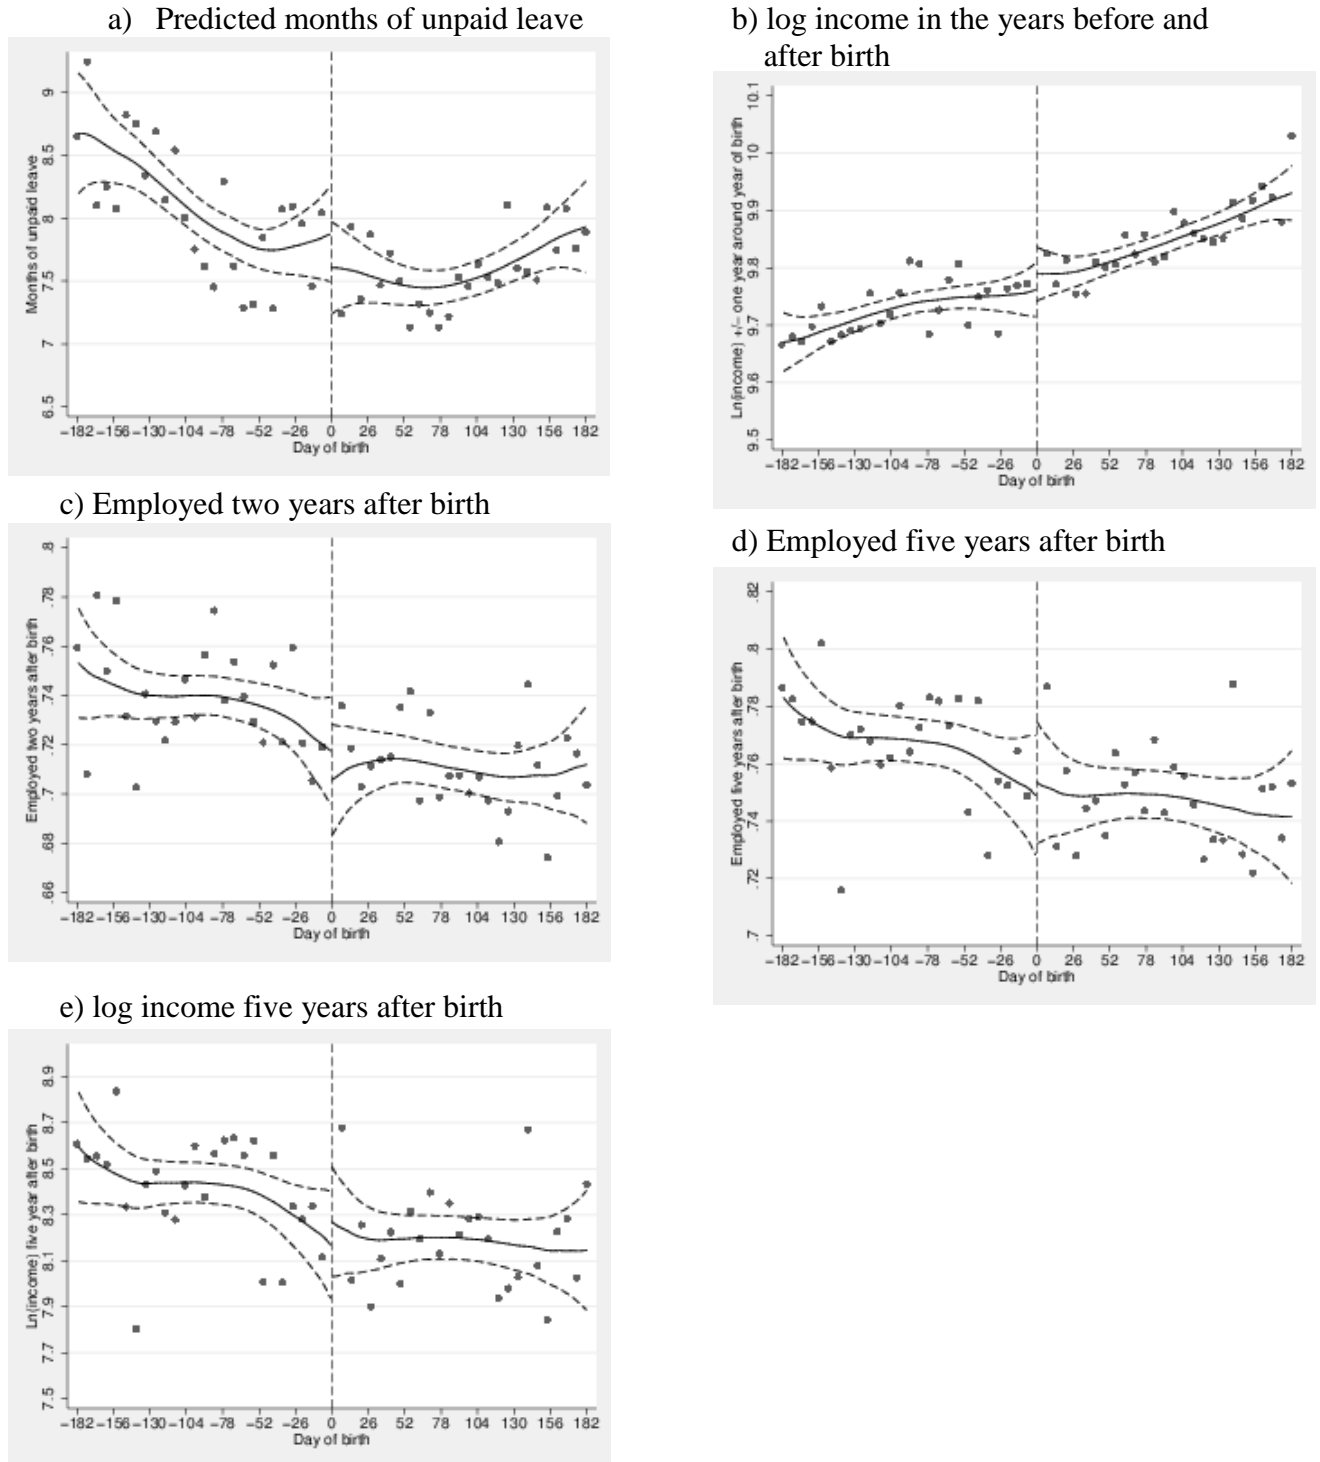 a) Predicted months of unpaid leave
9
8.5
8
7.5
7
6.5
Months of unpaid leave
-182 -156 -130 -104 -78 -52 -26 0 26 52 78 104 130 156 182
Day of birth
b) log income in the years before and
after birth
10.1
10
9.9
9.8
9.7
9.6
9.5
Ln(income) +/- one year around year of birth
-182 -156 -130 -104 -78 -52 -26 0 26 52 78 104 130 156 182
Day of birth
c) Employed two years after birth
.8
.78
.76
.74
.72
.7
.68
.66
Employed two years after birth
-182 -156 -130 -104 -78 -52 -26 0 26 52 78 104 130 156 182
Day of birth
d) Employed five years after birth
.82
.8
.78
.76
.74
.72
.7
Employed five years after birth
-182 -156 -130 -104 -78 -52 -26 0 26 52 78 104 130 156 182
Day of birth
e) log income five years after birth
8.9
8.7
8.5
8.3
8.1
7.9
7.7
7.5
Ln(income) five year after birth
-182 -156 -130 -104 -78 -52 -26 0 26 52 78 104 130 156 182
Day of birth